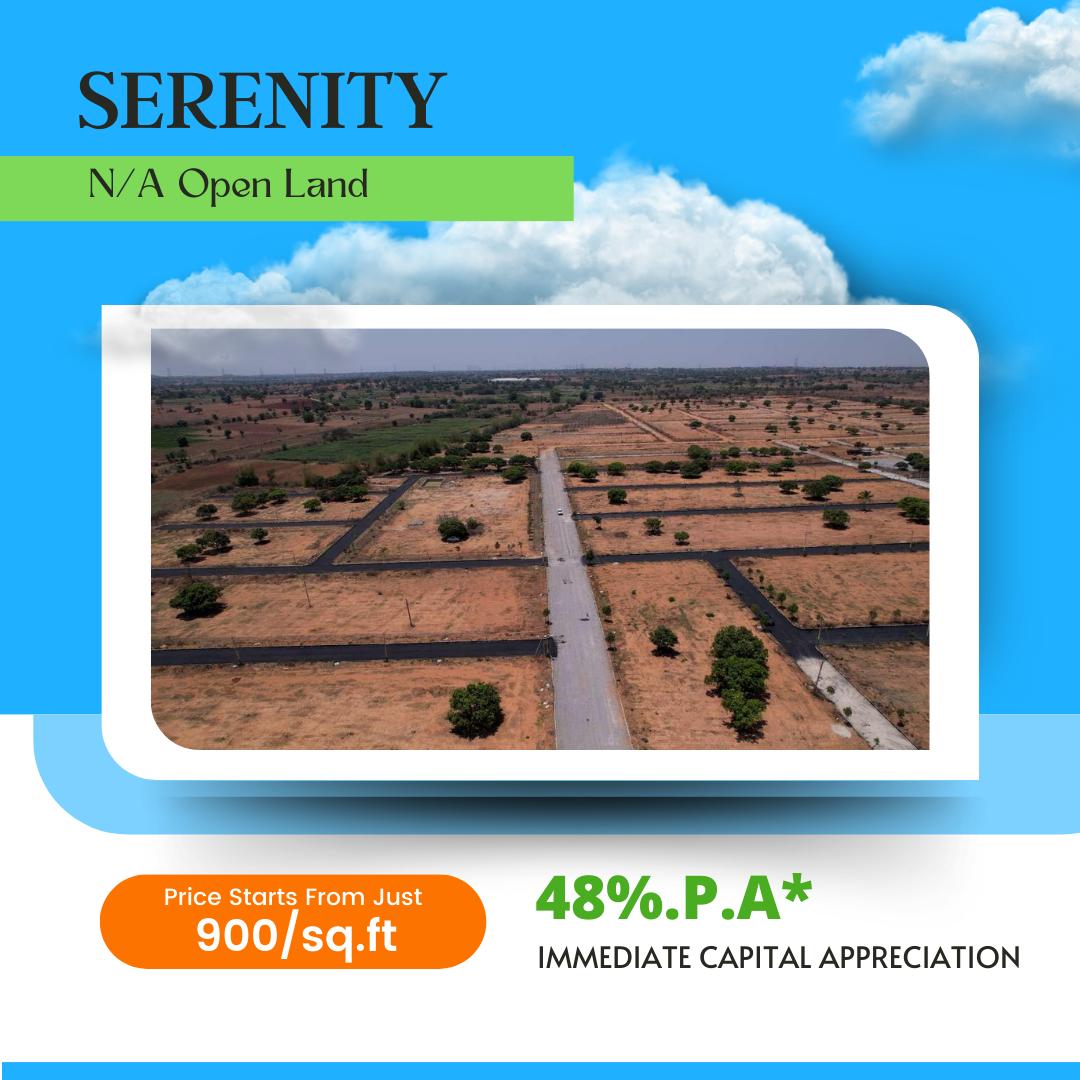 SERENITY
N/A Open Land
Price Starts From Just
900/sq.ft
48%.P.A*
IMMEDIATE CAPITAL APPRECIATION